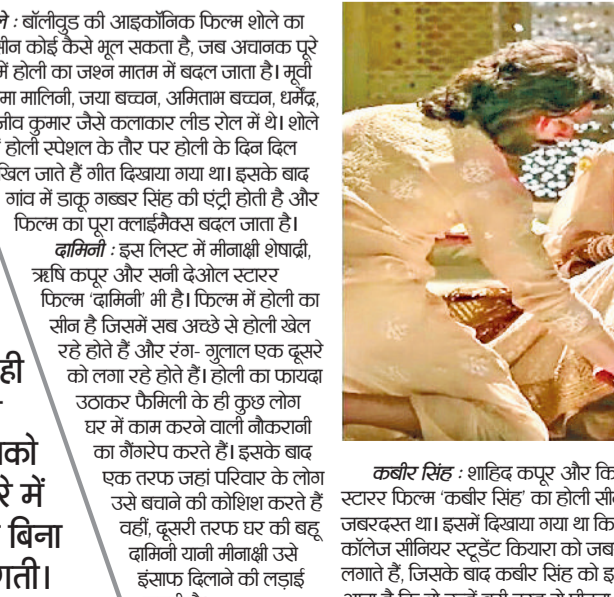 ले : बॉलीवुड की आइकॉनिक फिल्म शोले का
सीन कोई कैसे भूल सकता है, जब अचानक पूरे
में होली का जश्न मातम में बदल जाता है। मूवी
मा मालिनी, जया बच्चन, अमिताभ बच्चन, धर्मेंद्र,
जीव कुमार जैसे कलाकार लीड रोल में थे। शोले
होली स्पेशल के तौर पर होली के दिन दिल
खिल जाते हैं गीत दिखाया गया था। इसके बाद
गांव में डाकू गब्बर सिंह की एंट्री होती है और
फिल्म का पूरा क्लाईमैक्स बदल जाता है।
दामिनी : इस लिस्ट में मीनाक्षी शेषाद्री,
ऋषि कपूर और सनी देओल स्टारर
फिल्म ‘दामिनी’ भी है। फिल्म में होली का
सीन है जिसमें सब अच्छे से होली खेल
रहे होते हैं और रंग- गुलाल एक दूसरे
को लगा रहे होते हैं। होली का फायदा
उठाकर फैमिली के ही कुछ लोग
घर में काम करने वाली नौकरानी
का गैंगरेप करते हैं। इसके बाद
एक तरफ जहां परिवार के लोग
उसे बचाने की कोशिश करते हैं
वहीं, दूसरी तरफ घर की बहू
दामिनी यानी मीनाक्षी उसे
इंसाफ दिलाने की लड़ाई
ही
को
रे में
बिना
गती।
कबीर सिंह : शाहिद कपूर और कि
स्टारर फिल्म ‘कबीर सिंह’ का होली सी
जबरदस्त था। इसमें दिखाया गया था कि
कॉलेज सीनियर स्टूडेंट कियारा को जब
लगाते हैं, जिसके बाद कबीर सिंह को इ